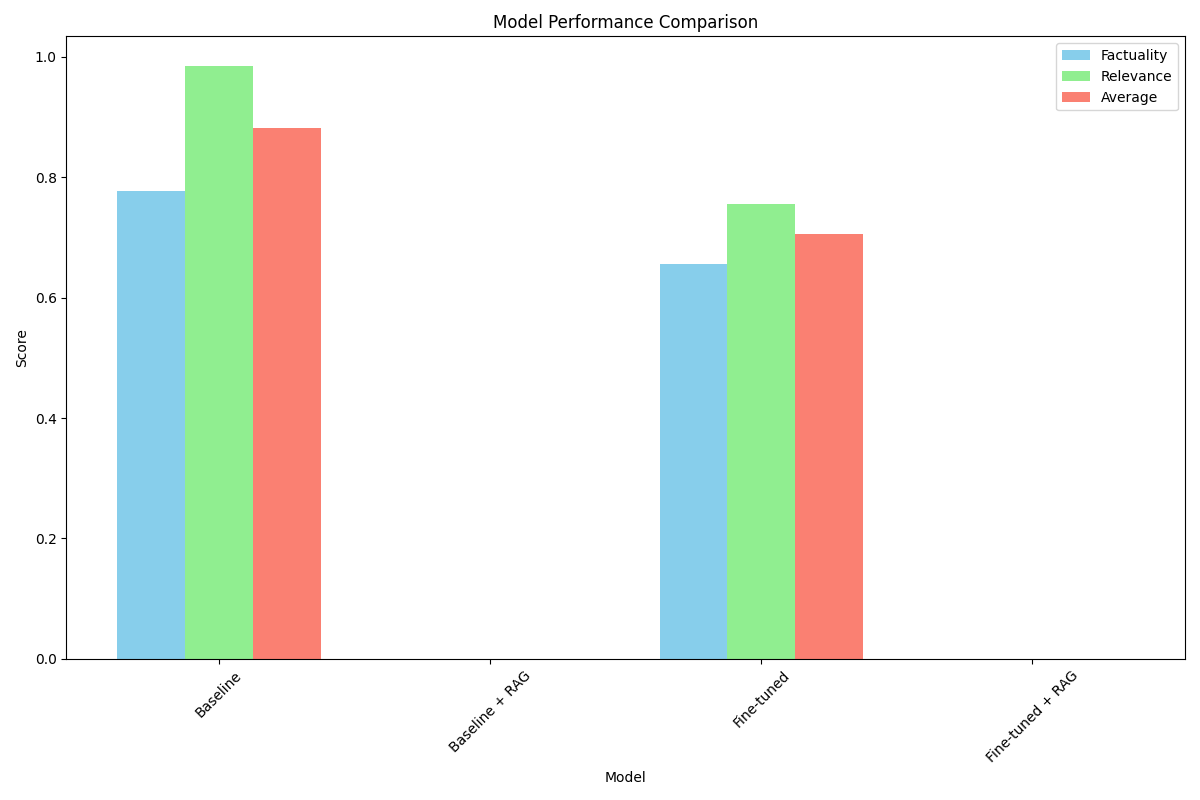 Model Performance Comparison
Factuality
Relevance
Average
1.0
0.8
0.6
0.4
0.2
0.0
Score
Baseline
Baseline + RAG
Fine-tuned
Fine-tuned + RAG
Model